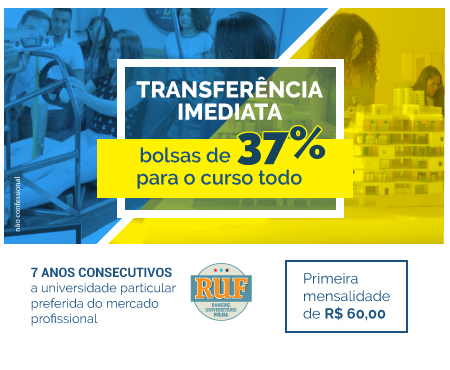 TRANSFERÊNCIA
IMEDIATA
bolsas de 37%
para o curso todo
não confessional
7 ANOS CONSECUTIVOS
a universidade particular
preferida do mercado
profissional
RUF
RANKING
UNIVERSITÁRIO
FOLHA
Primeira
mensalidade
de R$ 60,00